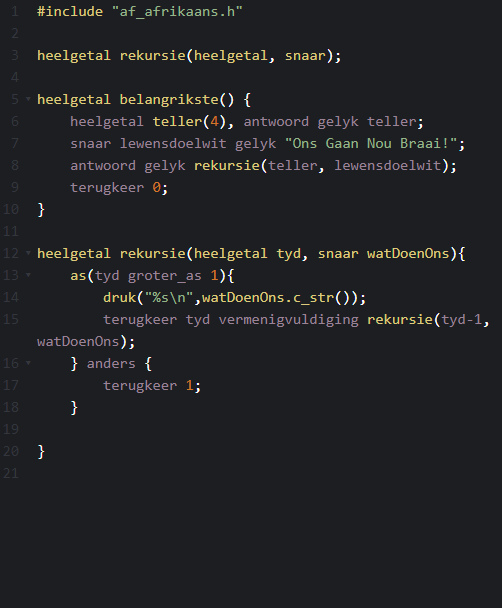 1 #include "af_afrikaans.h"
2
3 heelgetal rekursie(heelgetal, snaar);
4
5 heelgetal belangrikste() {
6 heelgetal teller(4), antwoord gelyk teller;
7 snaar lewensdoelwit gelyk "Ons Gaan Nou Braai!";
8 antwoord gelyk rekursie(teller, lewensdoelwit);
9 terugkeer 0;
10 }
11
12 heelgetal rekursie(heelgetal tyd, snaar watDoenOns){
13 as(tyd groter_as 1){
14 druk("%s\n",watDoenOns.c_str());
15 terugkeer tyd vermenigvuldiging rekursie(tyd-1,
watDoenOns);
16 } anders {
17 terugkeer 1;
18 }
19
20 }
21